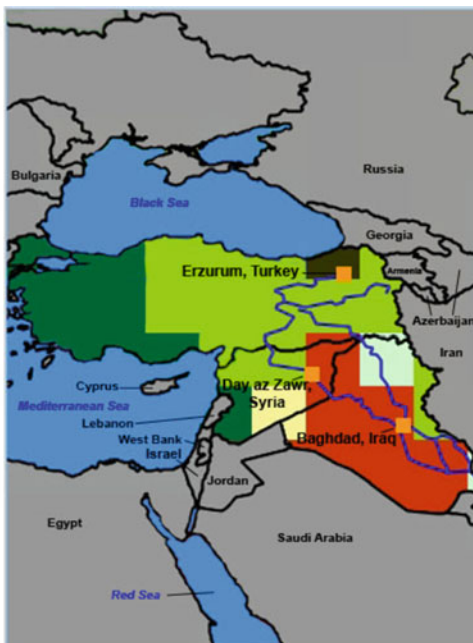 Russia
Bulgaria
Black Sea
Georgia
Erzurum, Turkey
Armenia
Azerbaijan
Iran
Cyprus
Day az Zawr,
Syria
Mediterranean Sea
Lebanon
West Bank
Baghdad, Iraq
Israel
Jordan
Egypt
Saudi Arabia
Red Sea